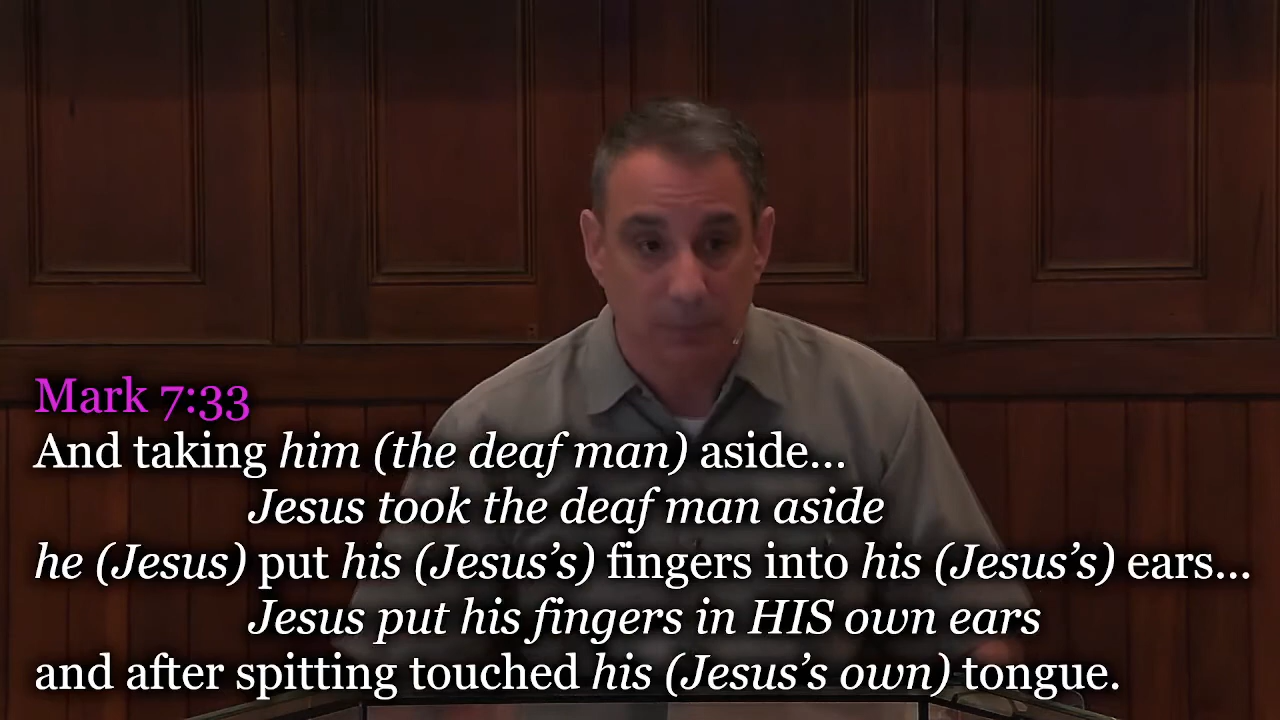 Mark 7:33
And taking him (the deaf man) aside...
Jesus took the deaf man aside
he (Jesus) put his (Jesus’s) fingers into his (Jesus’s) ears...
Jesus put his fingers in HIS own ears
and after spitting touched his (Jesus’s own) tongue.